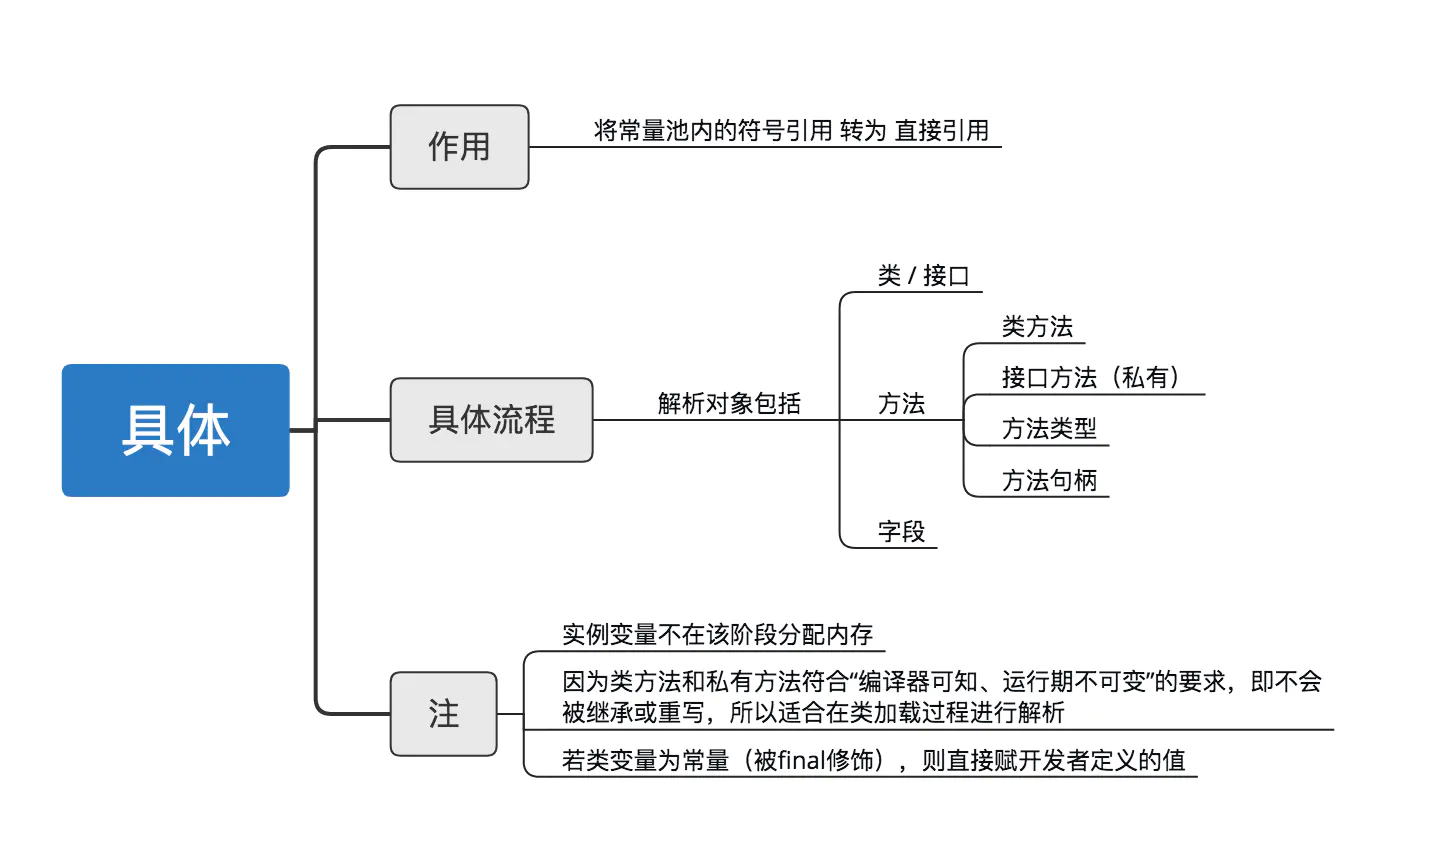 具体
作用
将常量池内的符号引用 转为 直接引用
具体流程
解析对象包括
类 / 接口
方法
类方法
接口方法（私有）
方法类型
方法句柄
字段
注
实例变量不在该阶段分配内存
因为类方法和私有方法符合“编译器可知、运行期不可变”的要求，即不会
被继承或重写，所以适合在类加载过程进行解析
若类变量为常量（被final修饰），则直接赋开发者定义的值